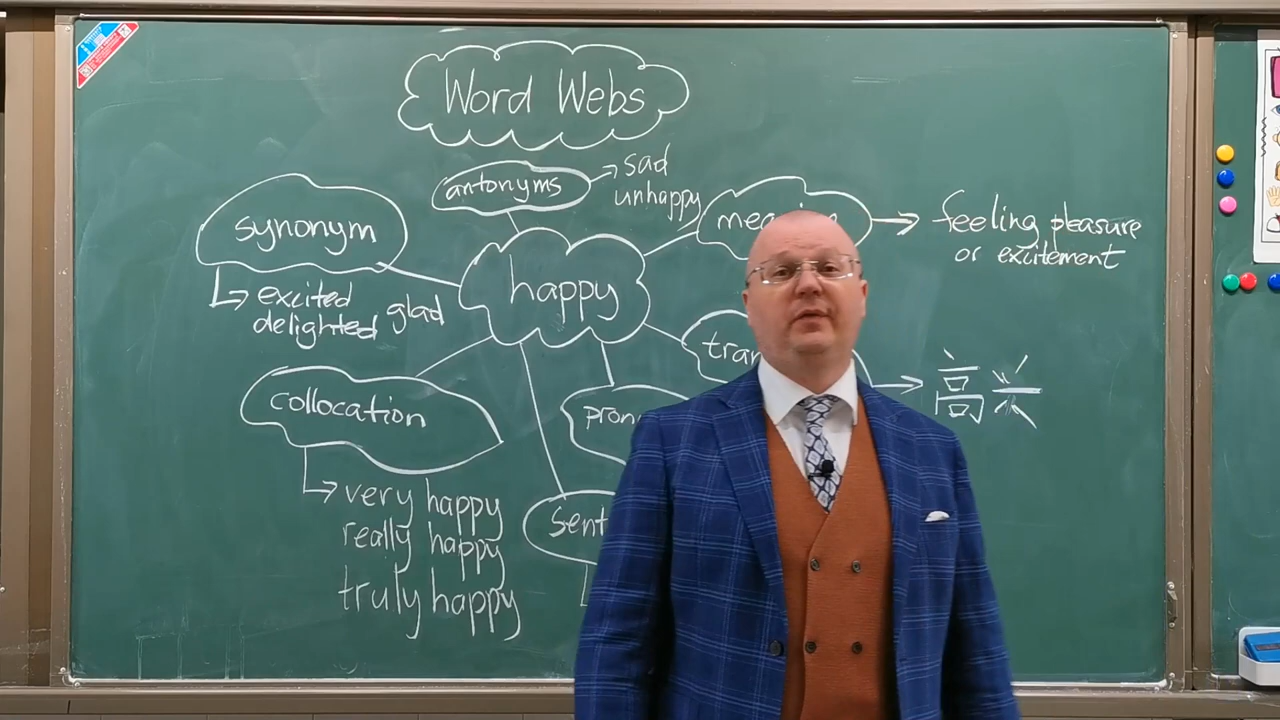 Word Webs
antonyms
sad
unhappy
synonym
excited
delighted glad
happy
feeling pleasure
or excitement
高兴
collocation
very happy
really happy
truly happy